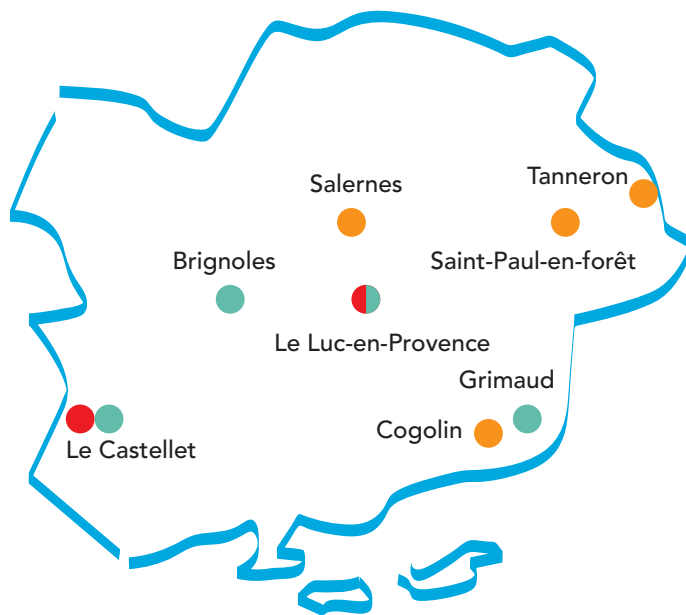 Tanneron
Salernes
Brignoles
Saint-Paul-en-forêt
Le Luc-en-Provence
Grimaud
Cogolin
Le Castellet